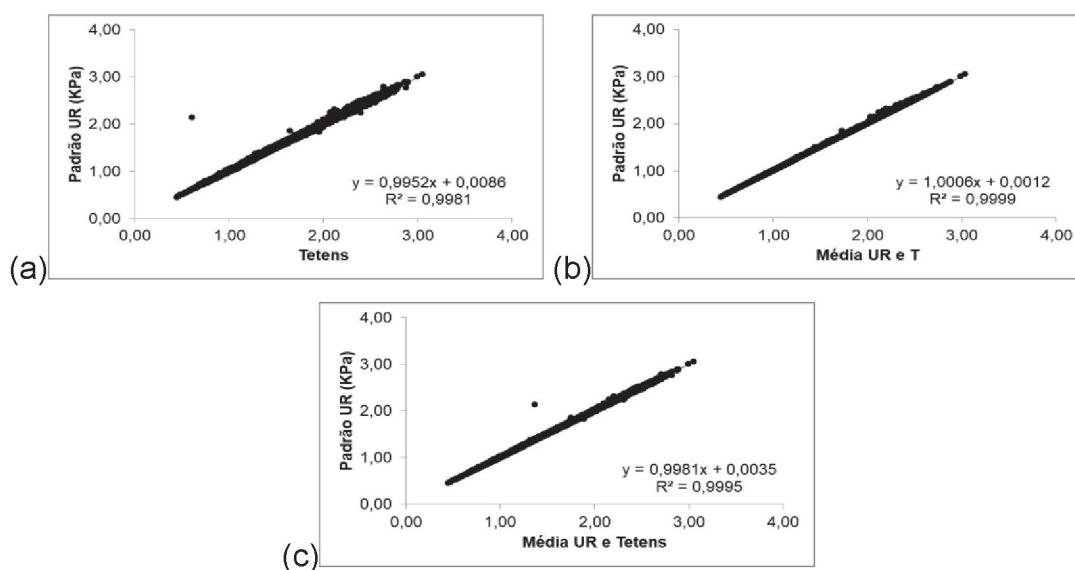 4,00
3,00
2,00
1,00
0,00
Padrão UR (KPa)
y = 0,9952x + 0,0086
R² = 0,9981
0,00 1,00 2,00 3,00 4,00
Tetens
(a)
4,00
3,00
2,00
1,00
0,00
Padrão UR (KPa)
y = 1,0006x + 0,0012
R² = 0,9999
0,00 1,00 2,00 3,00 4,00
Média UR e T
(b)
4,00
3,00
2,00
1,00
0,00
Padrão UR (KPa)
y = 0,9981x + 0,0035
R² = 0,9995
0,00 1,00 2,00 3,00 4,00
Média UR e Tetens
(c)